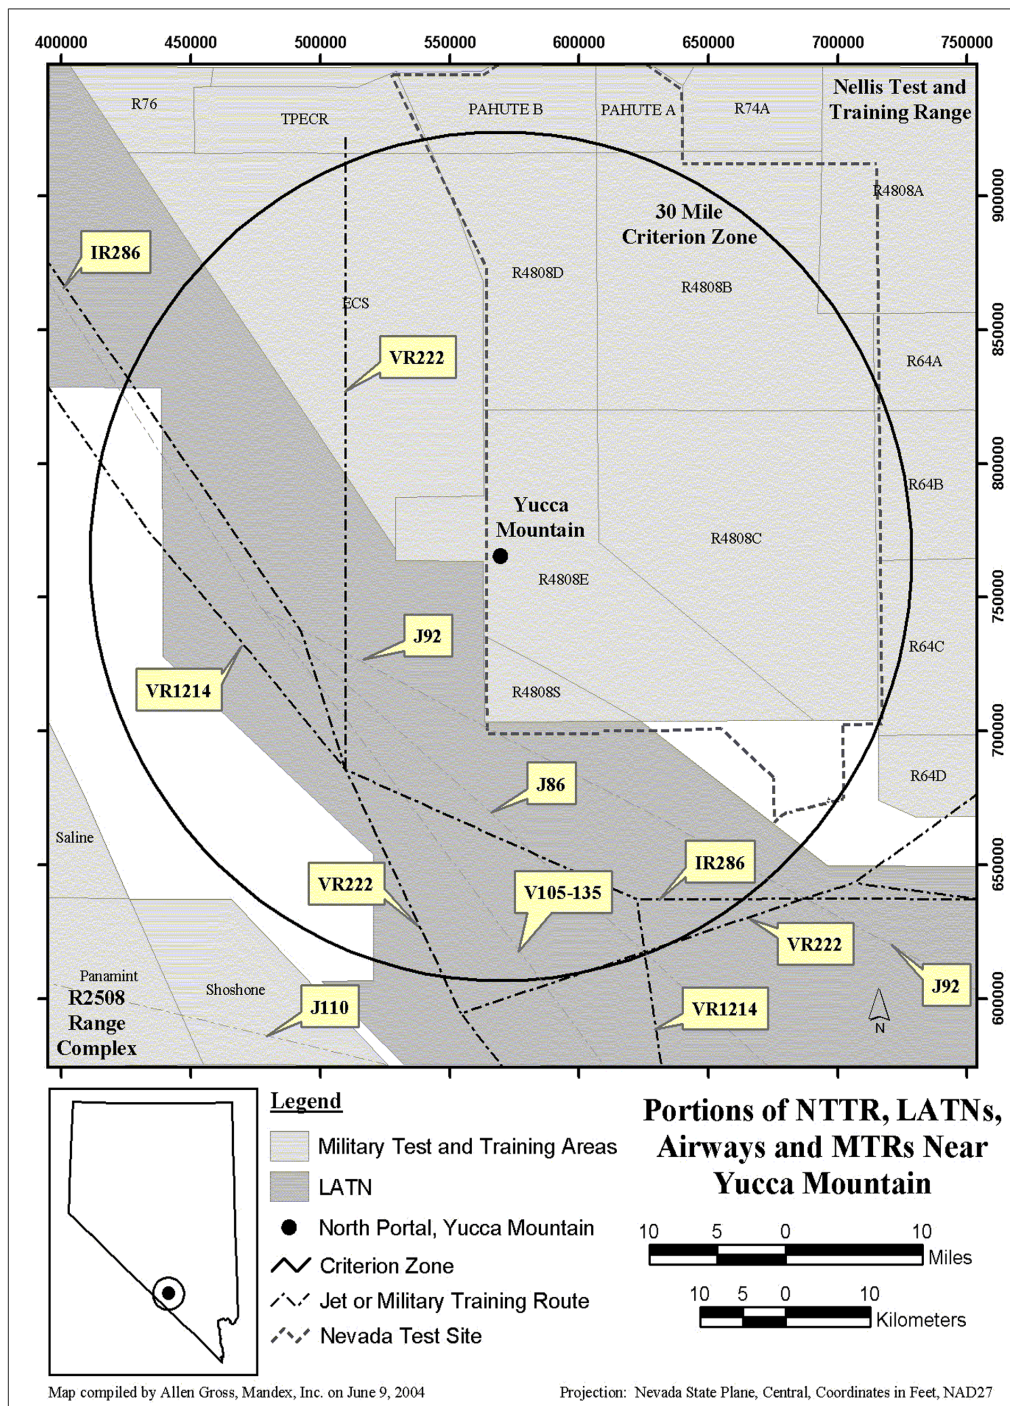 400000 450000 500000 550000 600000 650000 700000 750000
R76
TPECR
PAHUTE B
PAHUTE A
R74A
Nellis Test and
Training Range
R4808A
900000
30 Mile
Criterion Zone
IR286
R4808D
R4808B
ECS
850000
VR222
R64A
800000
Yucca
Mountain
R64B
R4808C
R4808E
750000
J92
R64C
VR1214
R4808S
700000
J86
R64D
Saline
IR286
650000
VR222
V105-135
VR222
Panamint
Shoshone
J92
R2508
Range
Complex
J110
VR1214
600000
N
Legend
Military Test and Training Areas
LATN
North Portal, Yucca Mountain
Criterion Zone
Jet or Military Training Route
Nevada Test Site
Portions of NTTR, LATNs,
Airways and MTRs Near
Yucca Mountain
10 5 0 10
Miles
10 5 0 10
Kilometers
Map compiled by Allen Gross, Mandex, Inc. on June 9, 2004
Projection: Nevada State Plane, Central, Coordinates in Feet, NAD27